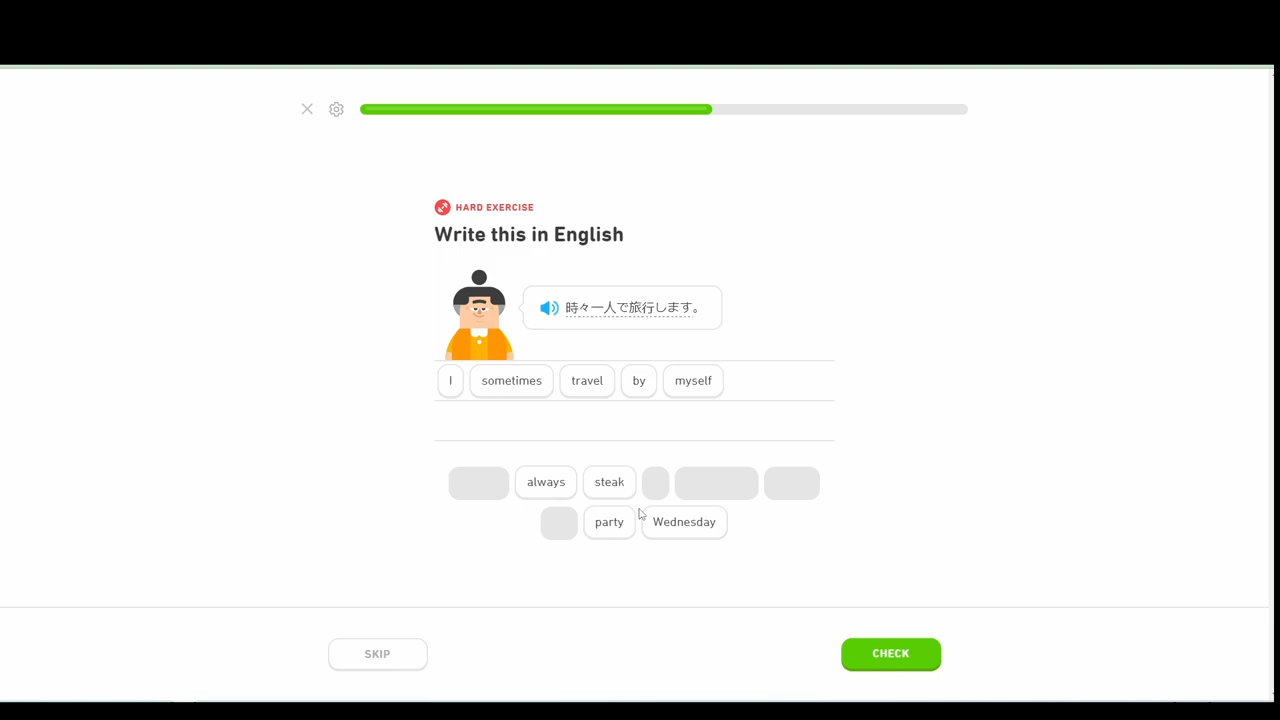 HARD EXERCISE
Write this in English
時々一人で旅行します。
I sometimes travel by myself
always steak
party Wednesday
SKIP CHECK